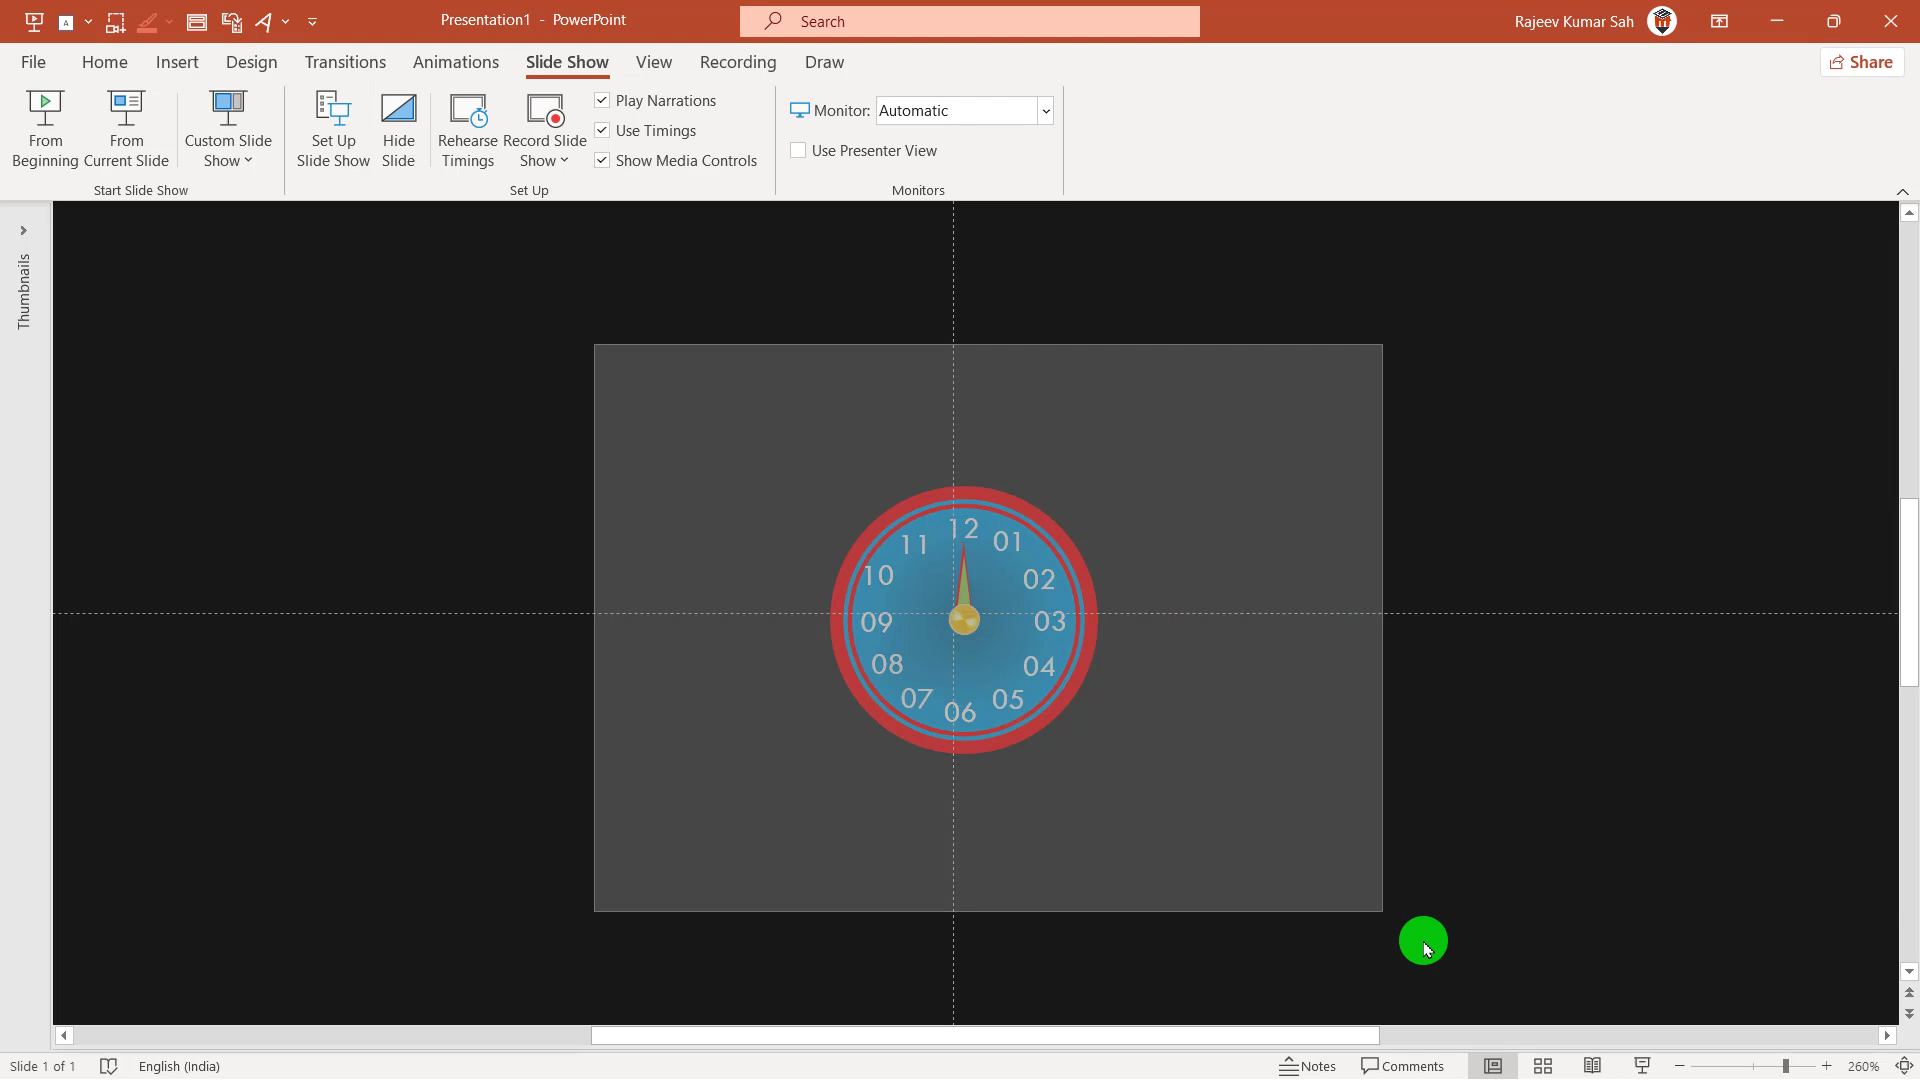 Presentation1 - PowerPoint
Search
Rajeev Kumar Sah
File Home Insert Design Transitions Animations Slide Show View Recording Draw
Share
From Beginning
From Current Slide
Custom Slide Show
Start Slide Show
Set Up Slide Show
Hide Slide
Rehearse Timings
Record Slide Show
Play Narrations
Use Timings
Show Media Controls
Set Up
Monitor: Automatic
Use Presenter View
Monitors
Thumbnails
12
01
02
03
04
05
06
07
08
09
10
11
Slide 1 of 1
English (India)
Notes
Comments
260%